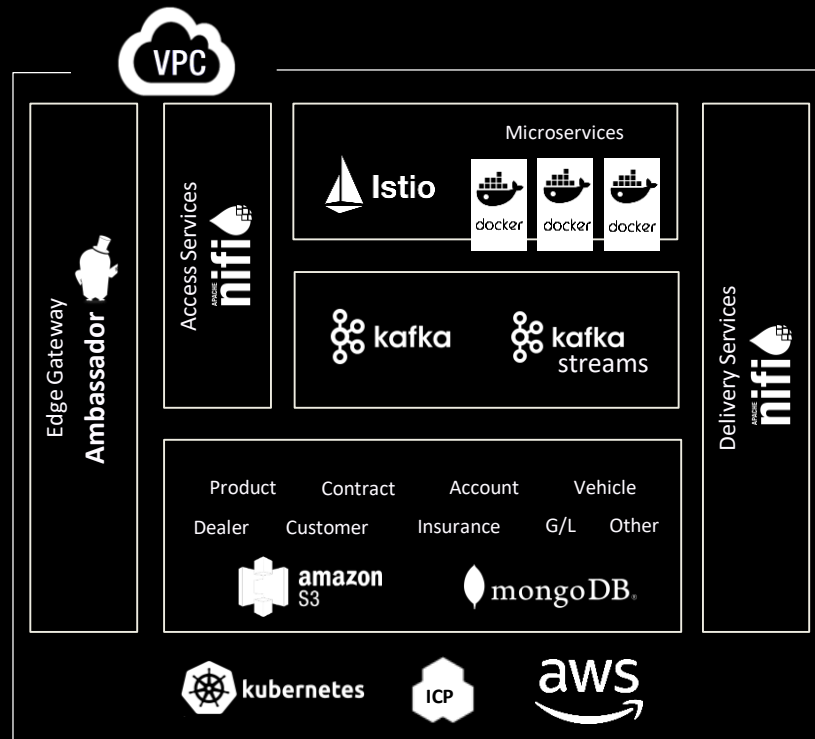 VPC
Edge Gateway
Ambassador
Access Services
APACHE
nifi
Microservices
Istio
docker
docker
docker
kafka
kafka
streams
Delivery Services
APACHE
nifi
Product Contract Account Vehicle
Dealer Customer Insurance G/L Other
amazon
S3
mongoDB®
kubernetes
ICP
aws